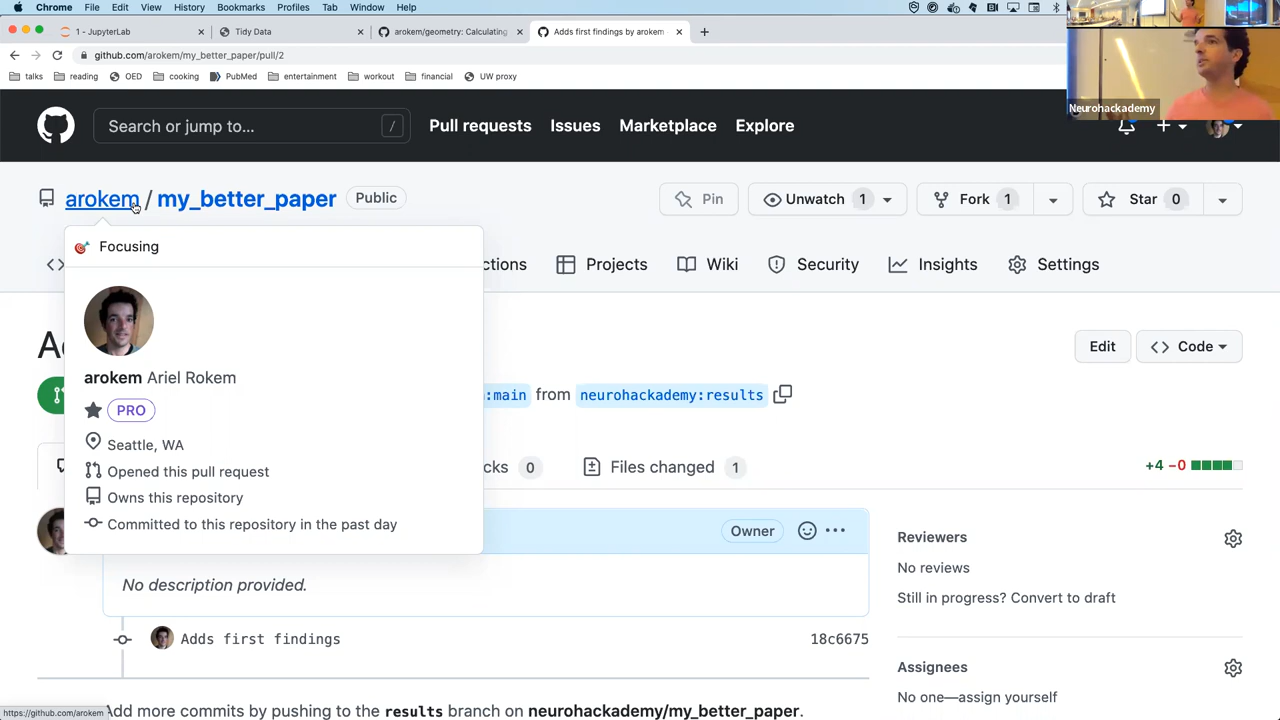 Chrome File Edit View History Bookmarks Profiles Tab Window Help
1 - JupyterLab × Tidy Data × arokem/geometry: Calculating × Adds first findings by arokem × +
github.com/arokem/my_better_paper/pull/2
talks reading OED cooking PubMed entertainment workout financial UW proxy
Neurohackademy
Search or jump to... / Pull requests Issues Marketplace Explore
arokem / my_better_paper Public Pin Unwatch 1 Fork 1 Star 0
Focusing
<> ctions Projects Wiki Security Insights Settings
arokem Ariel Rokem
PRO
Seattle, WA
Opened this pull request
Owns this repository
Committed to this repository in the past day
Edit <> Code
:main from neurohackademy:results
cks 0 Files changed 1 +4 −0
Owner
No description provided.
Adds first findings 18c6675
Reviewers
No reviews
Still in progress? Convert to draft
Assignees
No one—assign yourself
Add more commits by pushing to the results branch on neurohackademy/my_better_paper.
https://github.com/arokem